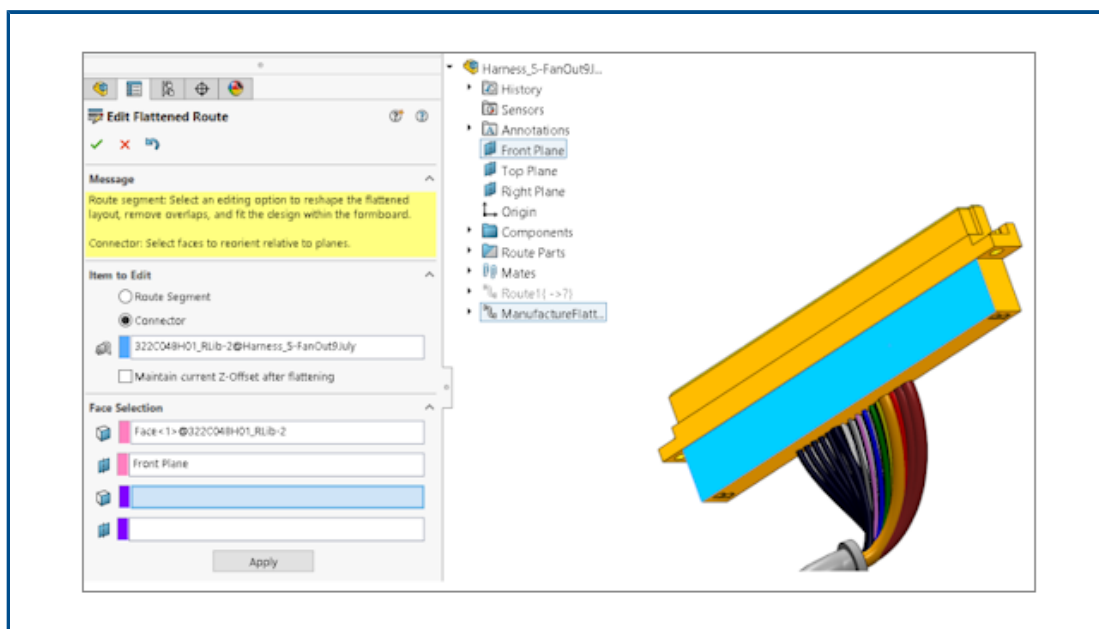 Edit Flattened Route
Message
Route segment: Select an editing option to reshape the flattened
layout, remove overlaps, and fit the design within the formboard.
Connector: Select faces to reorient relative to planes.
Item to Edit
Route Segment
Connector
322C048H01_RLib-2@Harness_5-FanOut9July
Maintain current Z-Offset after flattening
Face Selection
Face<1>@322C048H01_RLib-2
Front Plane
Apply
Harness_5-FanOut9J...
History
Sensors
Annotations
Front Plane
Top Plane
Right Plane
Origin
Components
Route Parts
Mates
Route1( ->?)
ManufactureFlatt...